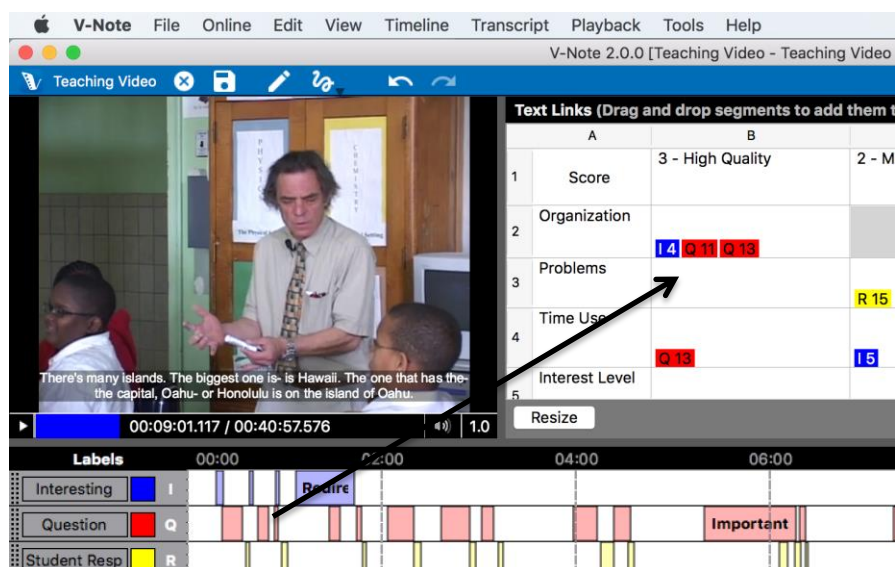 V-Note File Online Edit View Timeline Transcript Playback Tools Help
V-Note 2.0.0 [Teaching Video - Teaching Video
Teaching Video
PHYSICS
CHEMISTRY
Text Links (Drag and drop segments to add them t
A B
1 Score 3 - High Quality 2 - M
2 Organization
I 4 Q 11 Q 13
3 Problems
R 15
4 Time Use
Q 13 I 5
5 Interest Level
Resize
There's many islands. The biggest one is- is Hawaii. The one that has the-
the capital, Oahu- or Honolulu is on the island of Oahu.
00:09:01.117 / 00:40:57.576 1.0
Labels 00:00 02:00 04:00 06:00
Interesting I Redire
Question Q Important
Student Resp R